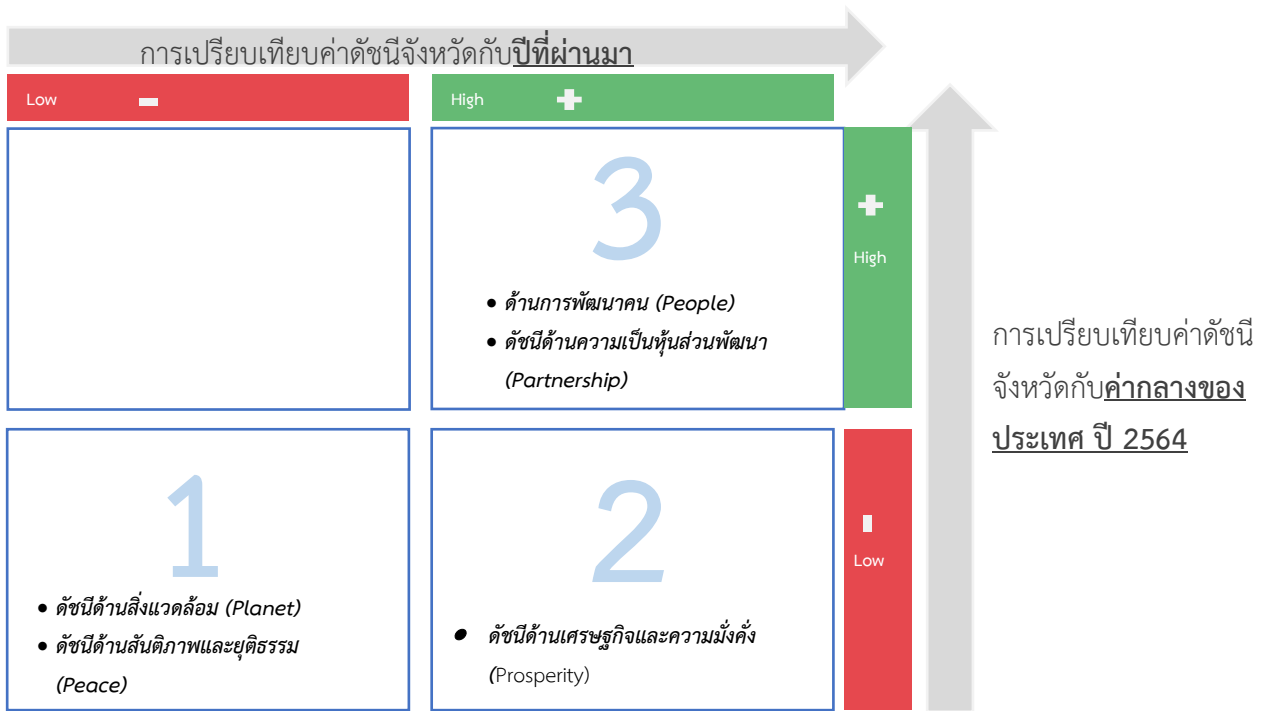 การเปรียบเทียบค่าดัชนีจังหวัดกับปีที่ผ่านมา
Low -
High +
3
• ด้านการพัฒนาคน (People)
• ดัชนีด้านความเป็นหุ้นส่วนพัฒนา
(Partnership)
+
High
การเปรียบเทียบค่าดัชนี
จังหวัดกับค่ากลางของ
ประเทศ ปี 2564
1
• ดัชนีด้านสิ่งแวดล้อม (Planet)
• ดัชนีด้านสันติภาพและยุติธรรม
(Peace)
2
• ดัชนีด้านเศรษฐกิจและความมั่งคั่ง
(Prosperity)
-
Low